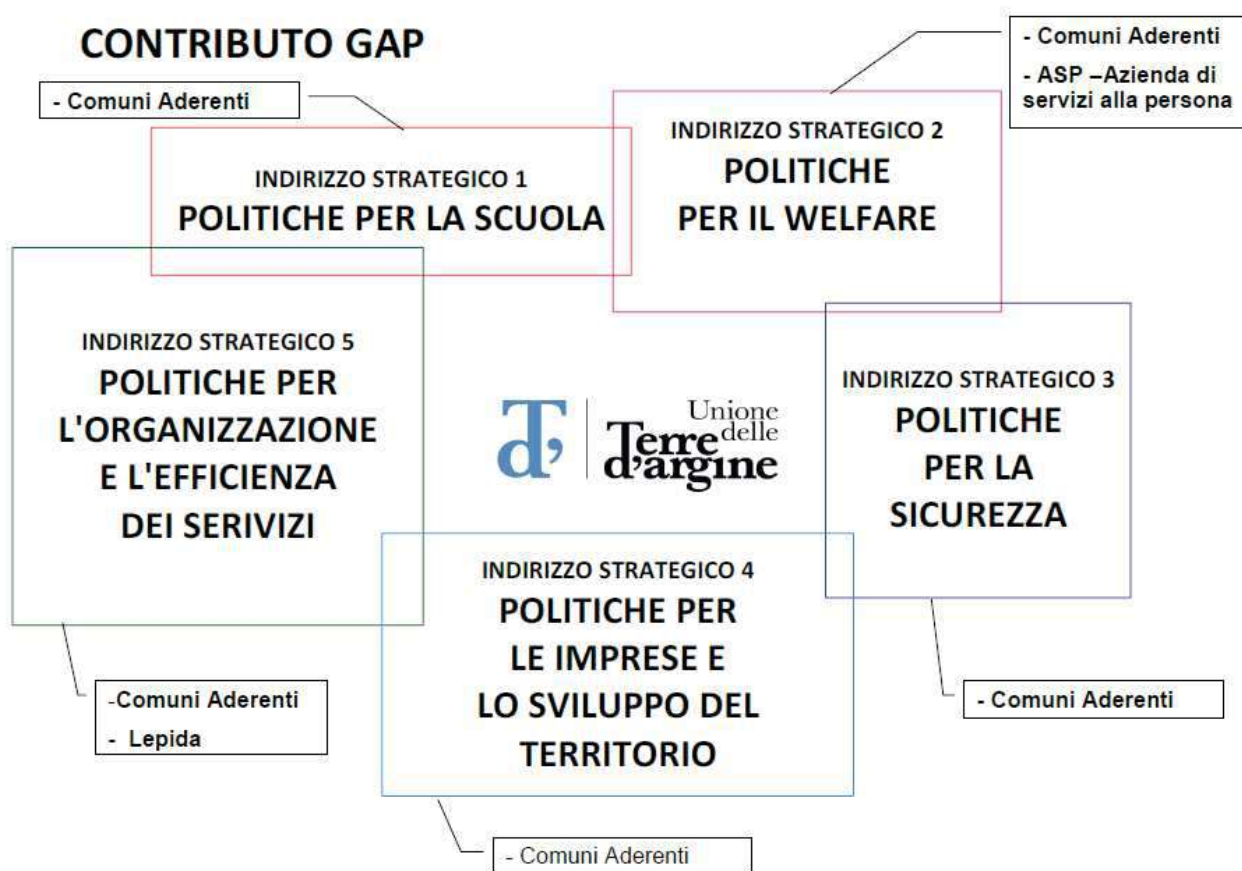 CONTRIBUTO GAP
- Comuni Aderenti
- Comuni Aderenti
- ASP –Azienda di
servizi alla persona
INDIRIZZO STRATEGICO 1
POLITICHE PER LA SCUOLA
INDIRIZZO STRATEGICO 2
POLITICHE
PER IL WELFARE
INDIRIZZO STRATEGICO 5
POLITICHE PER
L'ORGANIZZAZIONE
E L'EFFICIENZA
DEI SERIVIZI
Td'
Unione
delle
Terre
d'argine
INDIRIZZO STRATEGICO 3
POLITICHE
PER LA
SICUREZZA
INDIRIZZO STRATEGICO 4
POLITICHE PER
LE IMPRESE E
LO SVILUPPO DEL
TERRITORIO
-Comuni Aderenti
- Lepida
- Comuni Aderenti
- Comuni Aderenti